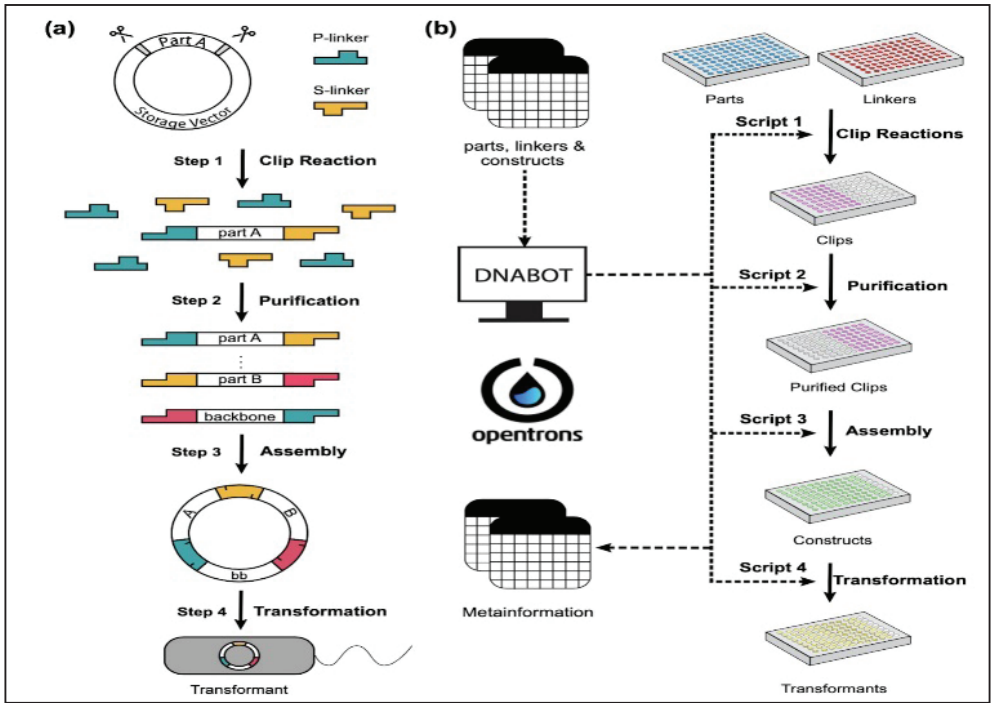 (a)
Part A
Storage Vector
P-linker
S-linker
Step 1
Clip Reaction
part A
Step 2
Purification
part A
part B
backbone
Step 3
Assembly
A
B
bb
Step 4
Transformation
Transformant
(b)
parts, linkers &
constructs
DNABOT
opentrons
Metainformation
Parts
Linkers
Script 1
Clip Reactions
Clips
Script 2
Purification
Purified Clips
Script 3
Assembly
Constructs
Script 4
Transformation
Transformants